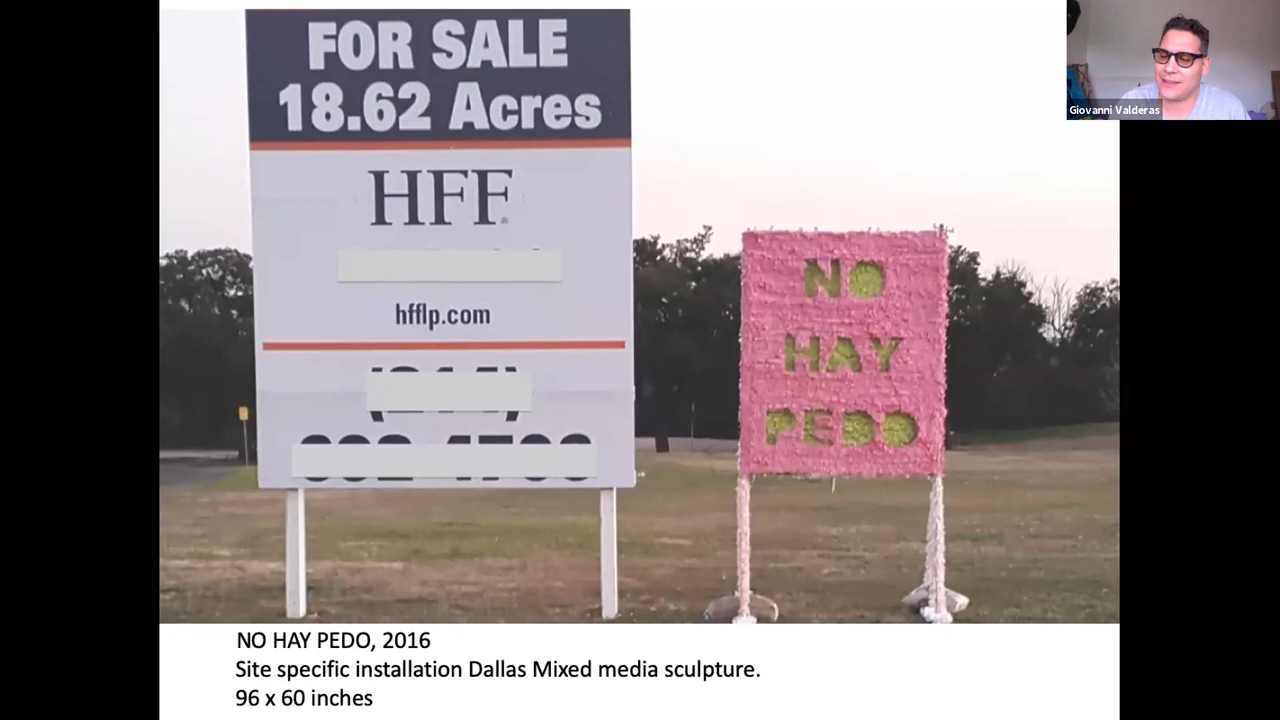 FOR SALE
18.62 Acres
HFF®
hfflp.com
NO
HAY
PEDO
Giovanni Valderas
NO HAY PEDO, 2016
Site specific installation Dallas Mixed media sculpture.
96 x 60 inches